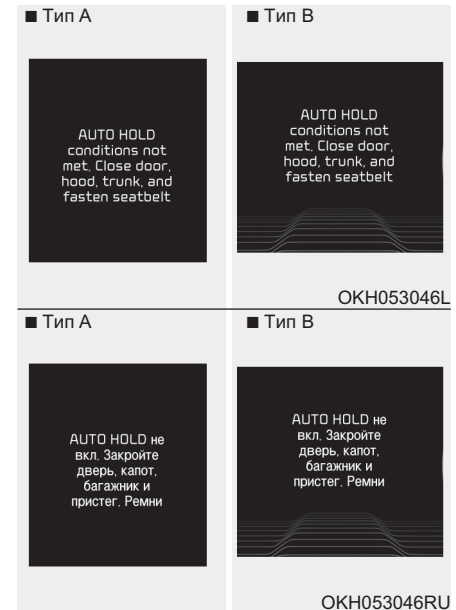 ■ Тип A
AUTO HOLD
conditions not
met. Close door,
hood, trunk, and
fasten seatbelt
■ Тип B
AUTO HOLD
conditions not
met. Close door,
hood, trunk, and
fasten seatbelt
OKH053046L
■ Тип A
AUTO HOLD не
вкл. Закройте
дверь, капот,
багажник и
пристег. Ремни
■ Тип B
AUTO HOLD не
вкл. Закройте
дверь, капот,
багажник и
пристег. Ремни
OKH053046RU